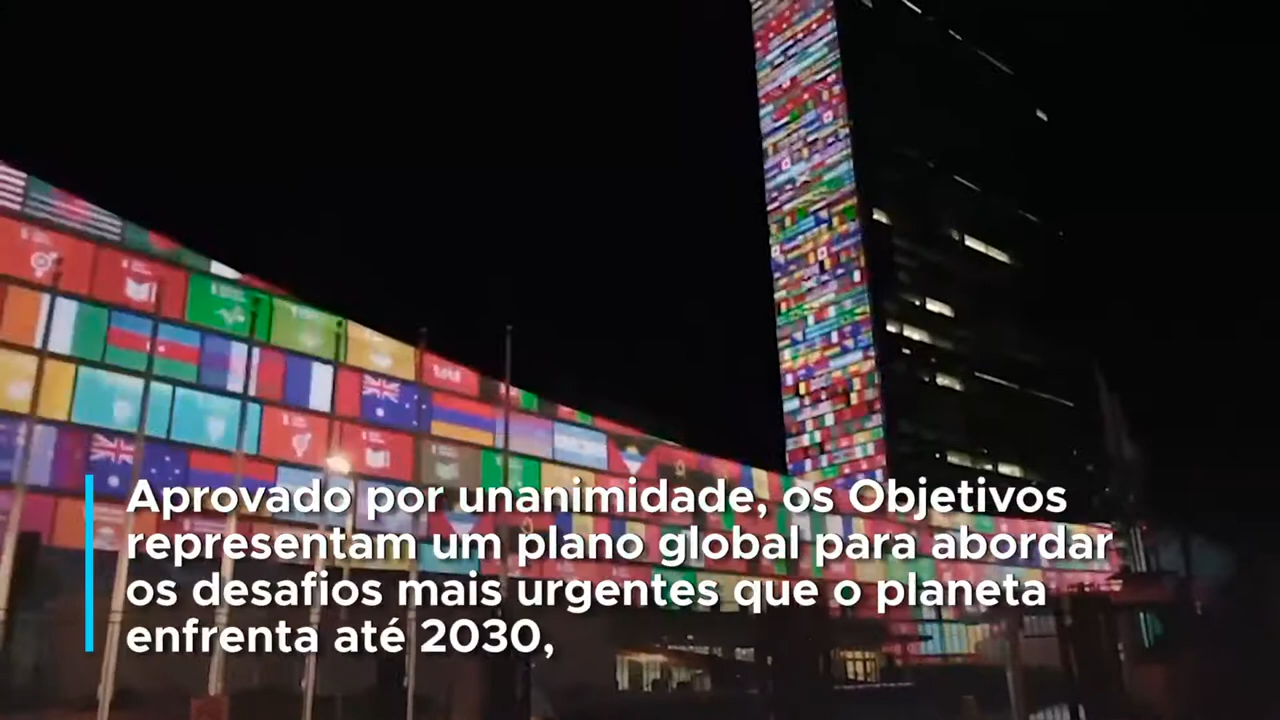 Aprovado por unanimidade, os Objetivos
representam um plano global para abordar
os desafios mais urgentes que o planeta
enfrenta até 2030,